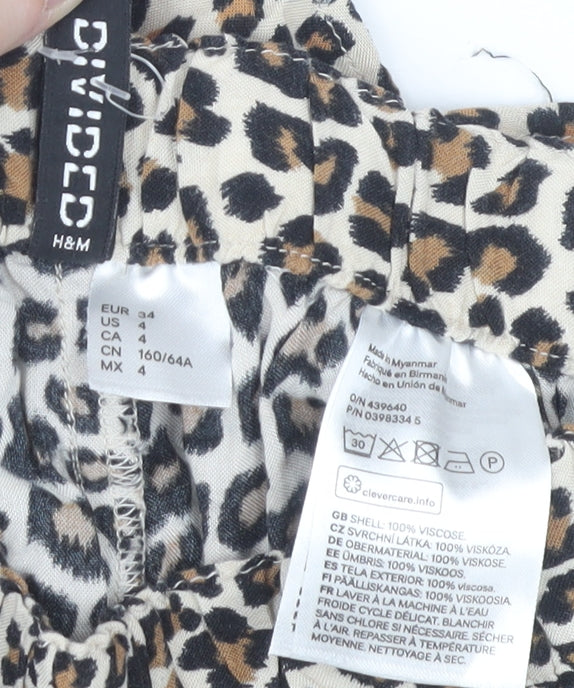 DIVIDED
H&M
EUR 34
US 4
CA 4
CN 160/64A
MX 4
Made in Myanmar
Fabriqué en Birmanie
Hecho en Unión de Myanmar
O/N 439640
P/N 0398334 5
30
P
clevercare.info
GB SHELL: 100% VISCOSE.
CZ SVRCHNÍ LÁTKA: 100% VISKÓZA.
DE OBERMATERIAL: 100% VISKOSE.
EE ÜMBRIS: 100% VISKOOS.
ES TELA EXTERIOR: 100% viscosa.
FI PÄÄLLISKANGAS: 100% VISKOOSIA.
FR LAVER À LA MACHINE À L'EAU
FROIDE CYCLE DÉLICAT. BLANCHIR
SANS CHLORE SI NÉCESSAIRE. SÉCHER
À L'AIR. REPASSER À TEMPÉRATURE
MOYENNE. NETTOYAGE À SEC.